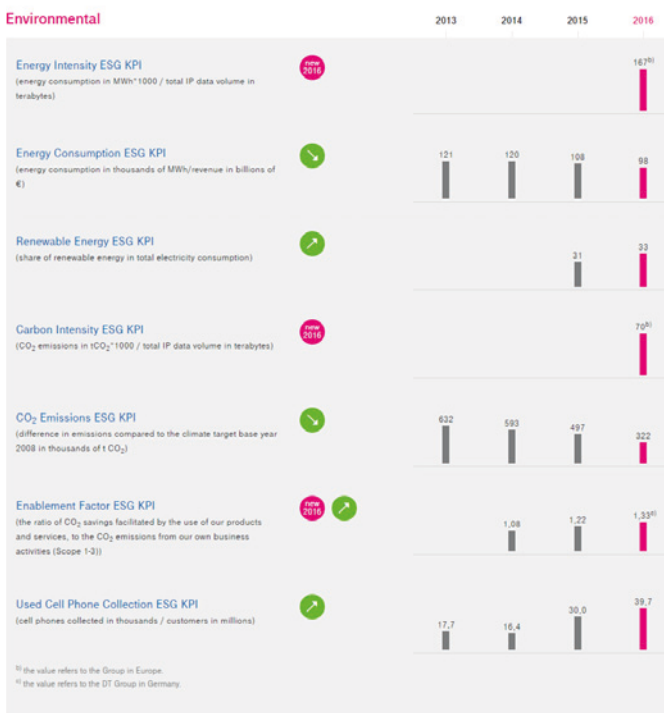 Environmental 2013 2014 2015 2016
Energy Intensity ESG KPI
new
2016
167b)
(energy consumption in MWh*1000 / total IP data volume in
terabytes)
Energy Consumption ESG KPI
121 120 108 98
(energy consumption in thousands of MWh/revenue in billions of
€)
Renewable Energy ESG KPI
31 33
(share of renewable energy in total electricity consumption)
Carbon Intensity ESG KPI
new
2016
70b)
(CO2 emissions in tCO2*1000 / total IP data volume in terabytes)
CO2 Emissions ESG KPI
632 593 497 322
(difference in emissions compared to the climate target base year
2008 in thousands of t CO2)
Enablement Factor ESG KPI
new
2016
1,08 1,22 1,33a)
(the ratio of CO2 savings facilitated by the use of our products
and services, to the CO2 emissions from our own business
activities (Scope 1-3))
Used Cell Phone Collection ESG KPI
17,7 16,4 30,0 39,7
(cell phones collected in thousands / customers in millions)
b) the value refers to the Group in Europe.
a) the value refers to the DT Group in Germany.